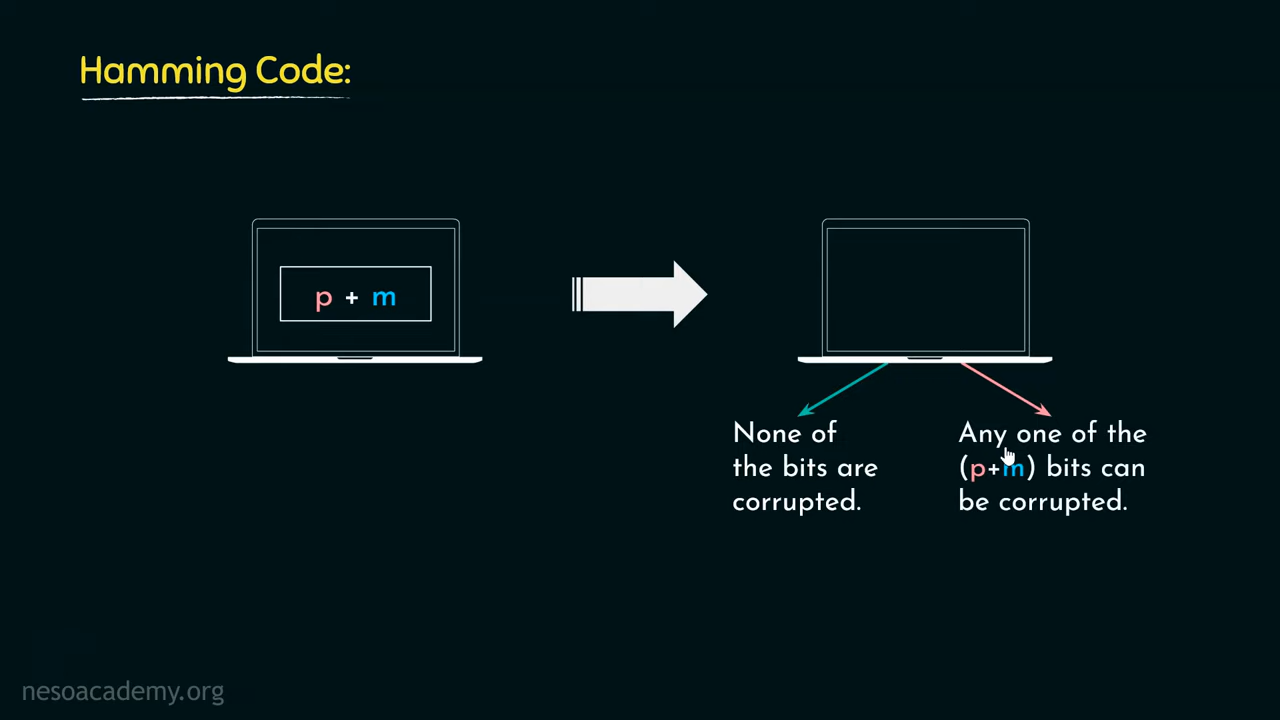 Hamming Code:
p + m
None of
the bits are
corrupted.
Any one of the
(p+m) bits can
be corrupted.
nesoacademy.org